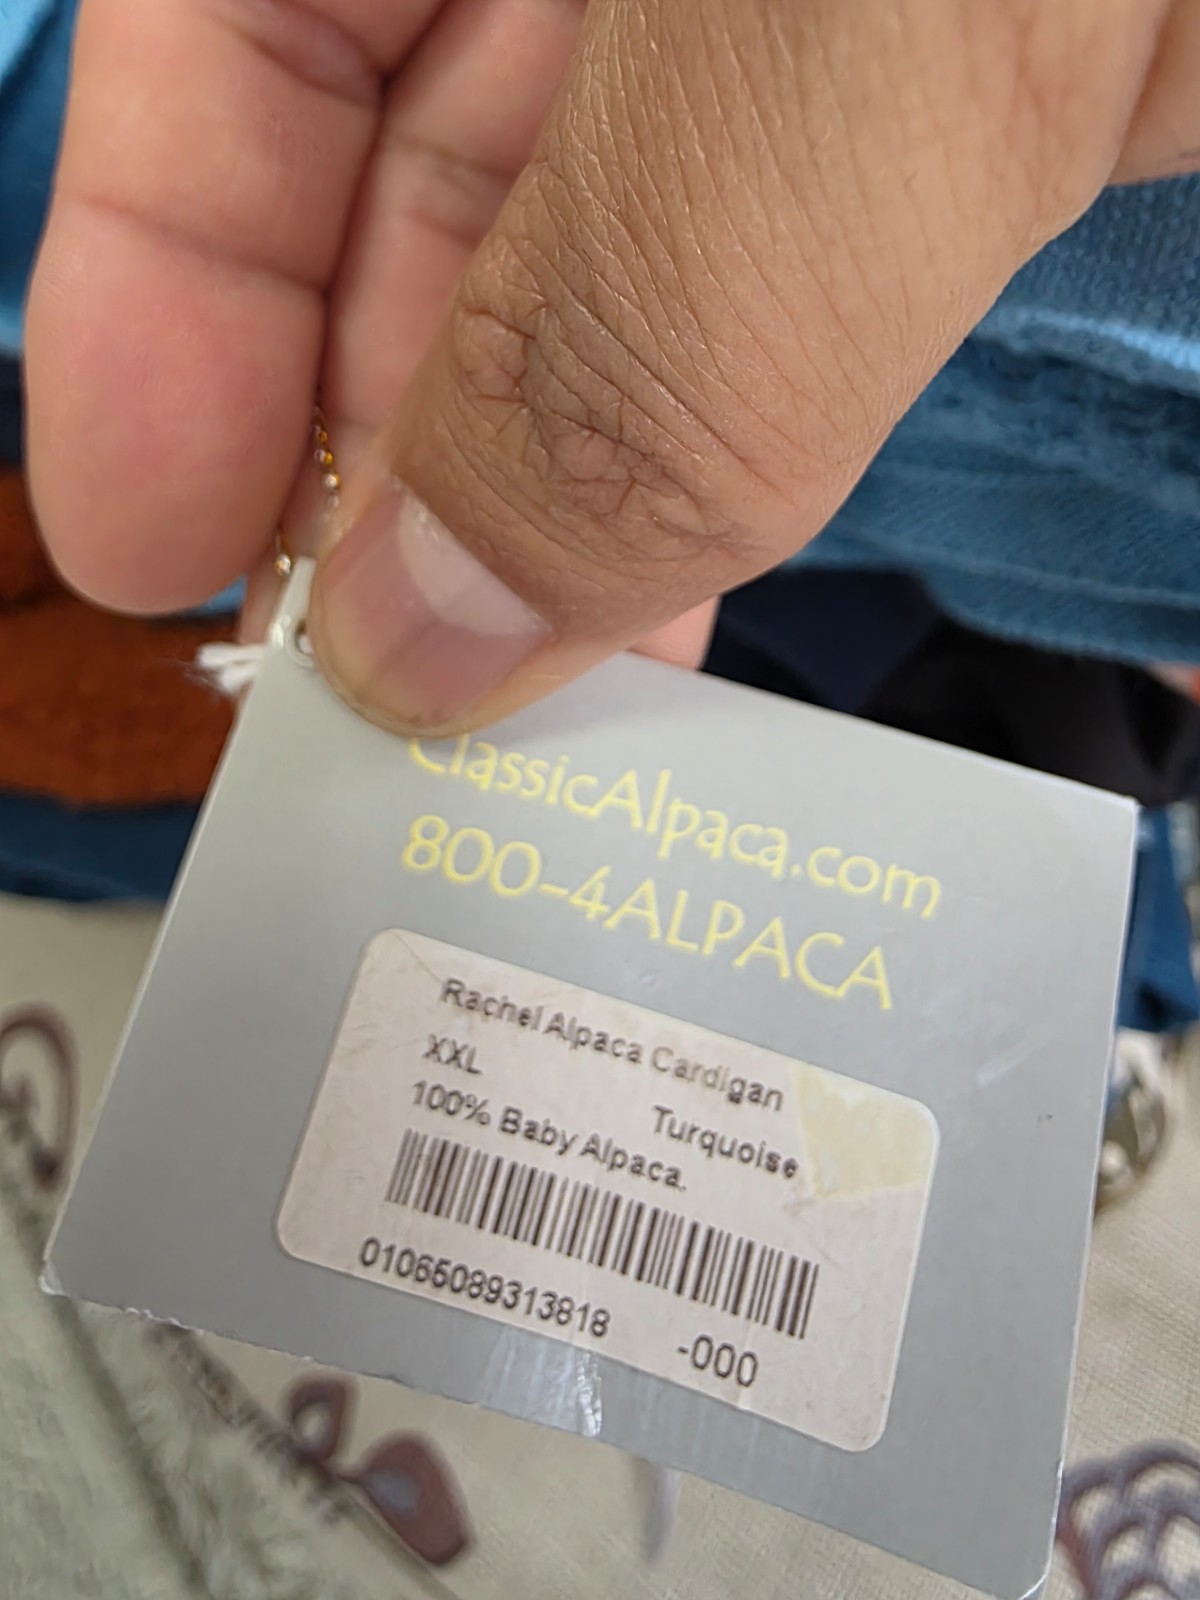 ClassicAlpaca.com
800-4ALPACA
Rachel Alpaca Cardigan
XXL Turquoise
100% Baby Alpaca.
01065089313818 -000